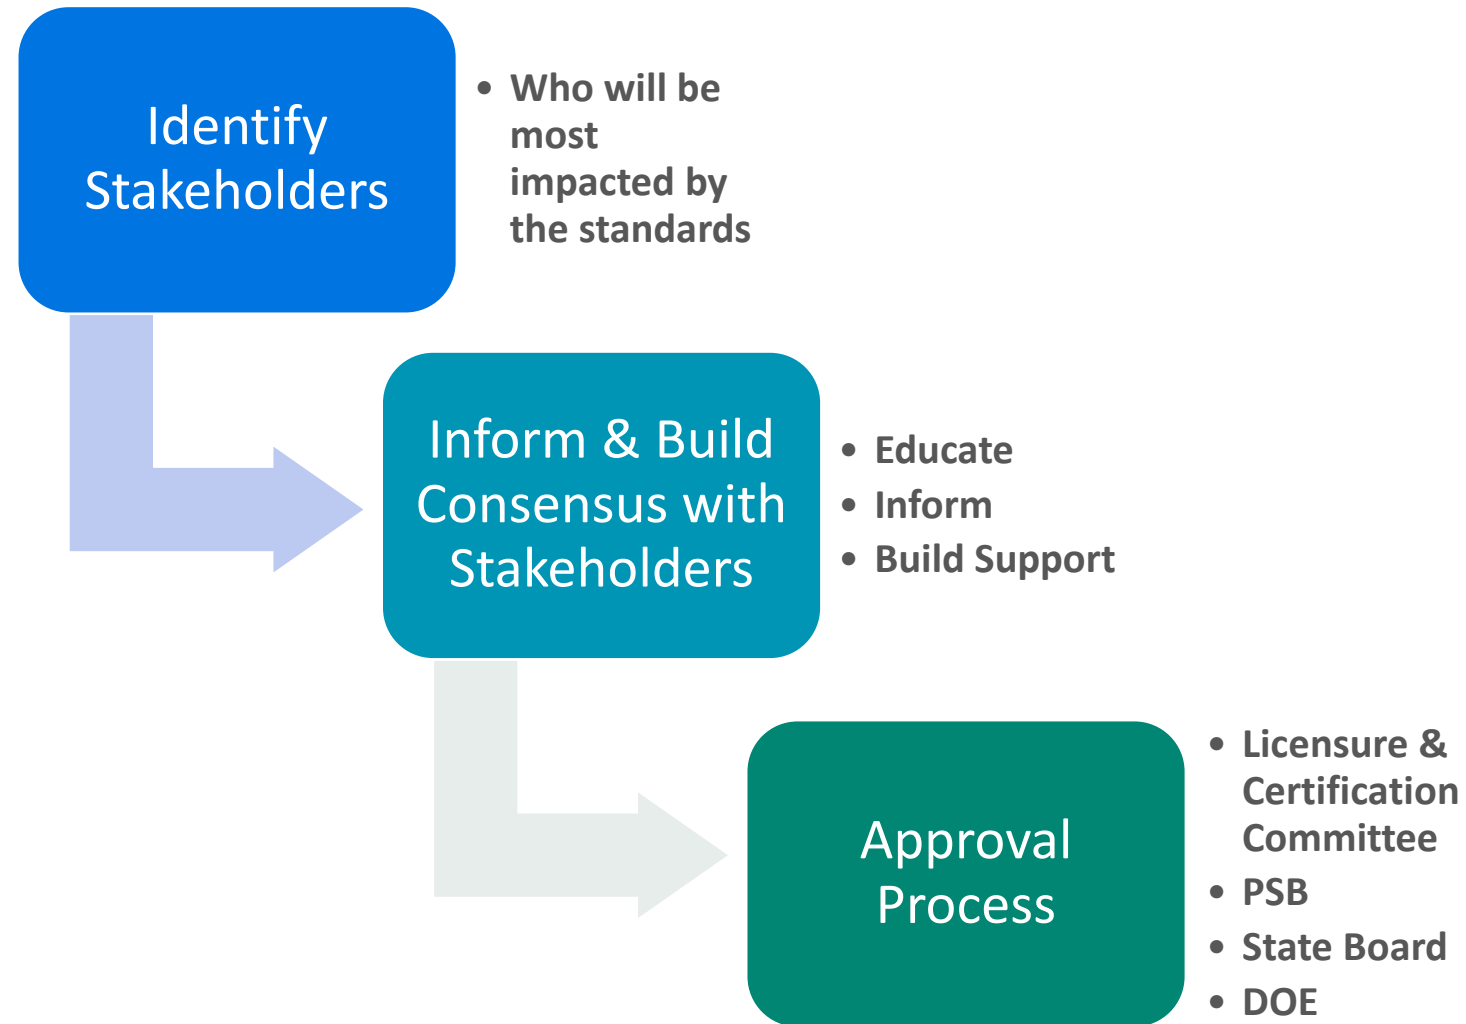 Identify
Stakeholders
• Who will be
most
impacted by
the standards
Inform & Build
Consensus with
Stakeholders
• Educate
• Inform
• Build Support
Approval
Process
• Licensure &
Certification
Committee
• PSB
• State Board
• DOE